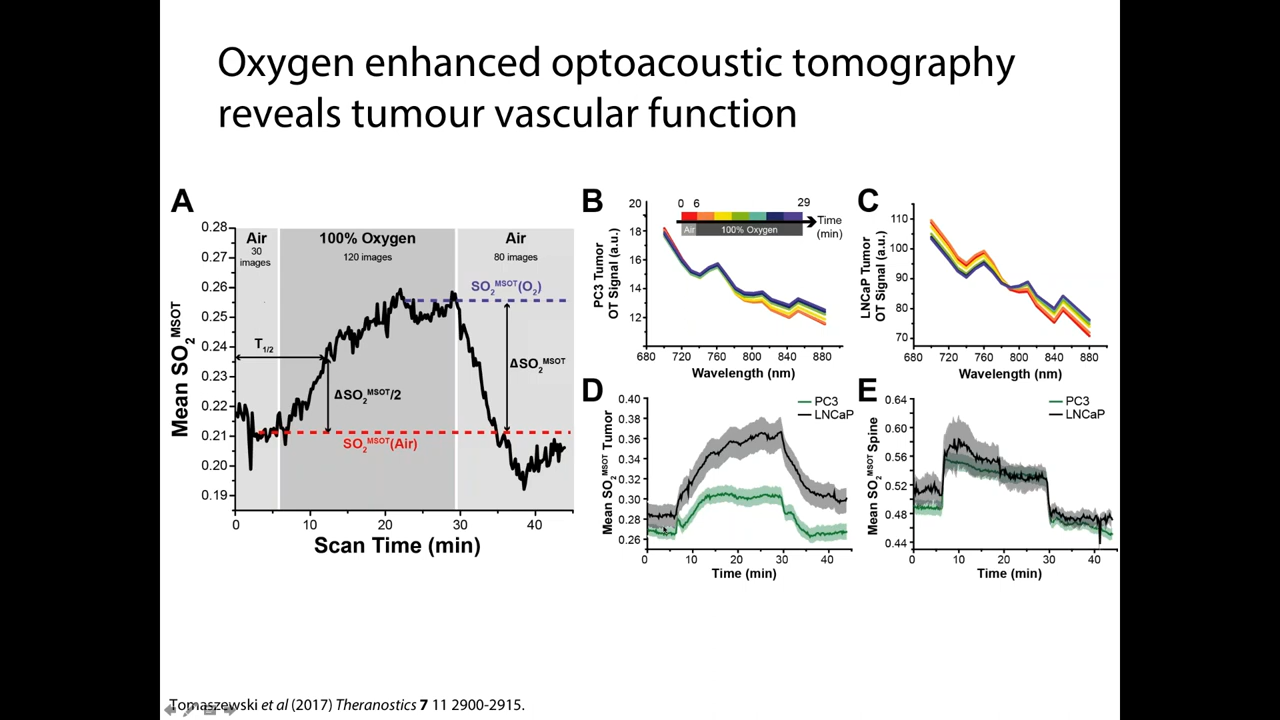 Oxygen enhanced optoacoustic tomography
reveals tumour vascular function
A
Mean SO₂ᴹˢᴼᵀ
0.28
0.27
0.26
0.25
0.24
0.23
0.22
0.21
0.20
0.19
Air
30
images
100% Oxygen
120 images
Air
80 images
SO₂ᴹˢᴼᵀ(O₂)
T₁/₂
ΔSO₂ᴹˢᴼᵀ
ΔSO₂ᴹˢᴼᵀ/2
SO₂ᴹˢᴼᵀ(Air)
0 10 20 30 40
Scan Time (min)
B
PC3 Tumor
OT Signal (a.u.)
20
18
16
14
12
0 6 29
Air 100% Oxygen
Time
(min)
680 720 760 800 840 880
Wavelength (nm)
C
LNCaP Tumor
OT Signal (a.u.)
110
100
90
80
70
680 720 760 800 840 880
Wavelength (nm)
D
Mean SO₂ᴹˢᴼᵀ Tumor
0.40
0.38
0.36
0.34
0.32
0.30
0.28
0.26
PC3
LNCaP
0 10 20 30 40
Time (min)
E
Mean SO₂ᴹˢᴼᵀ Spine
0.64
0.60
0.56
0.52
0.48
0.44
PC3
LNCaP
0 10 20 30 40
Time (min)
Tomaszewski et al (2017) Theranostics 7 11 2900-2915.